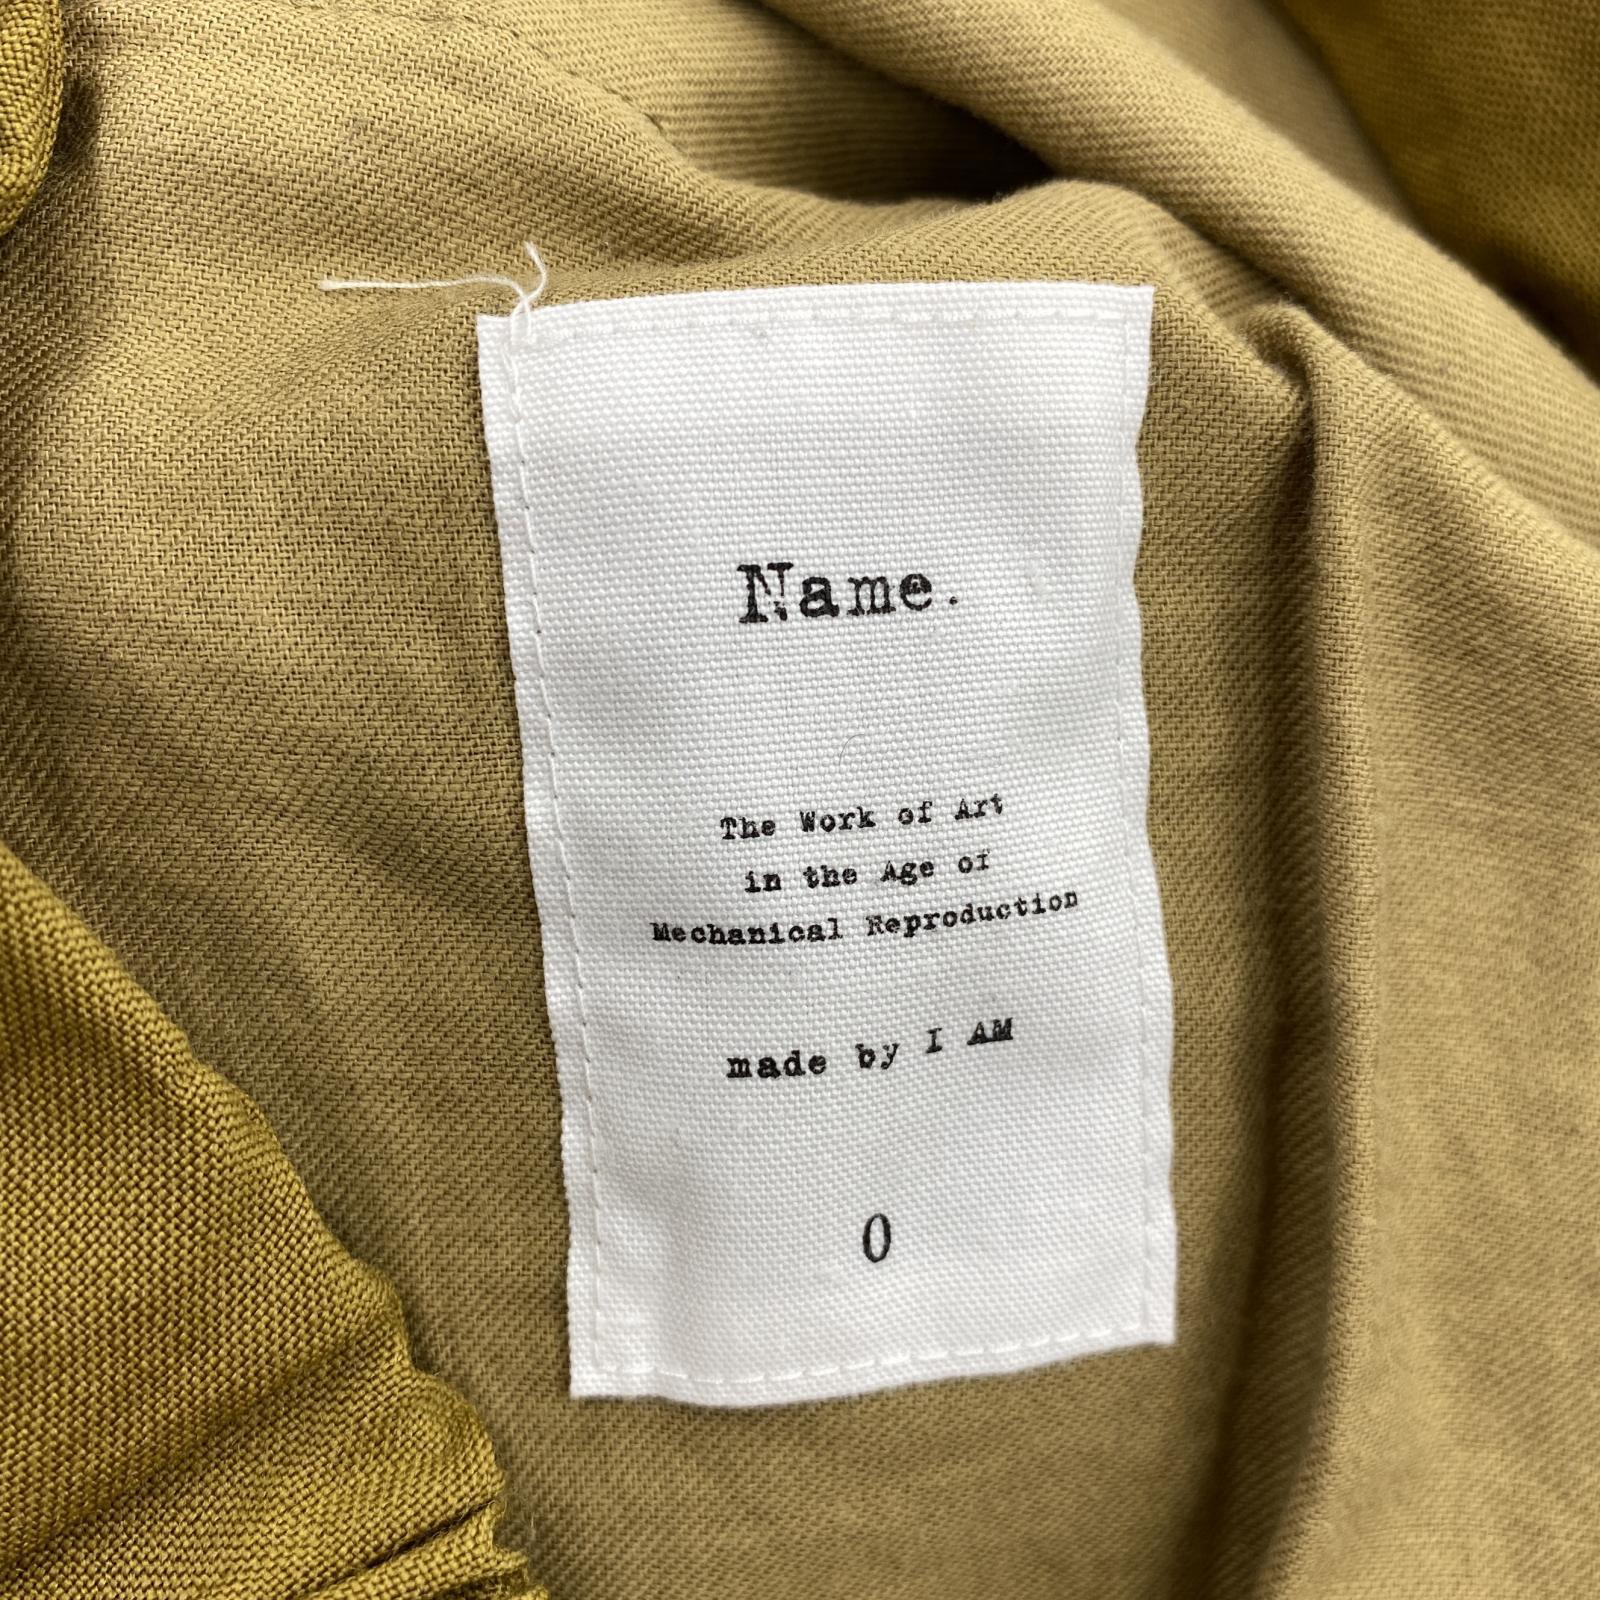 Name.
The Work of Art
in the Age of
Mechanical Reproduction
made by I AM
0